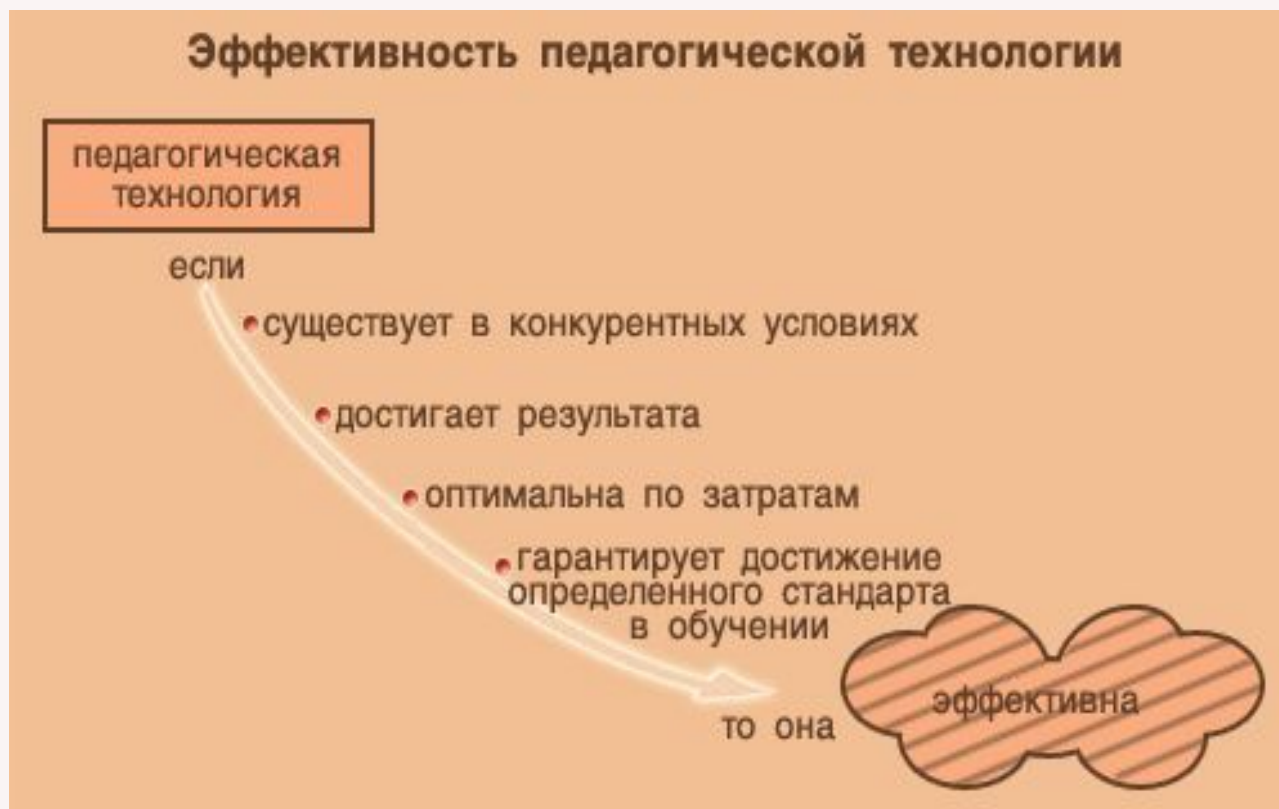 Эффективность педагогической технологии
педагогическая
технология
если
существует в конкурентных условиях
достигает результата
оптимальна по затратам
гарантирует достижение
определенного стандарта
в обучении
то она
эффективна